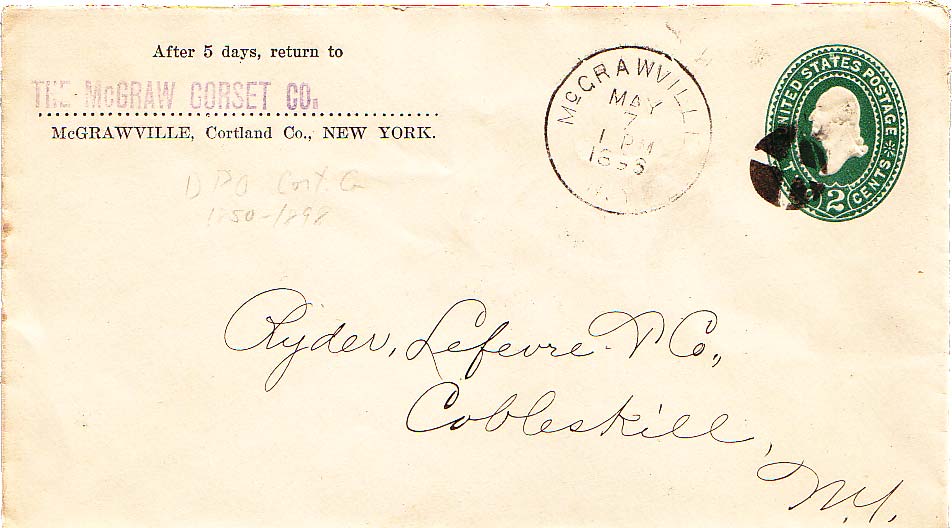 After 5 days, return to
THE McGRAW CORSET CO.
McGRAWVILLE, Cortland Co., NEW YORK.
McGRAWVILLE
MAY
7
1 PM
N.Y.
UNITED STATES POSTAGE
2 CENTS
D P O Cort. Co
1850-1898
Ryder, Lefevre & Co.,
Cobleskill,
N.Y.